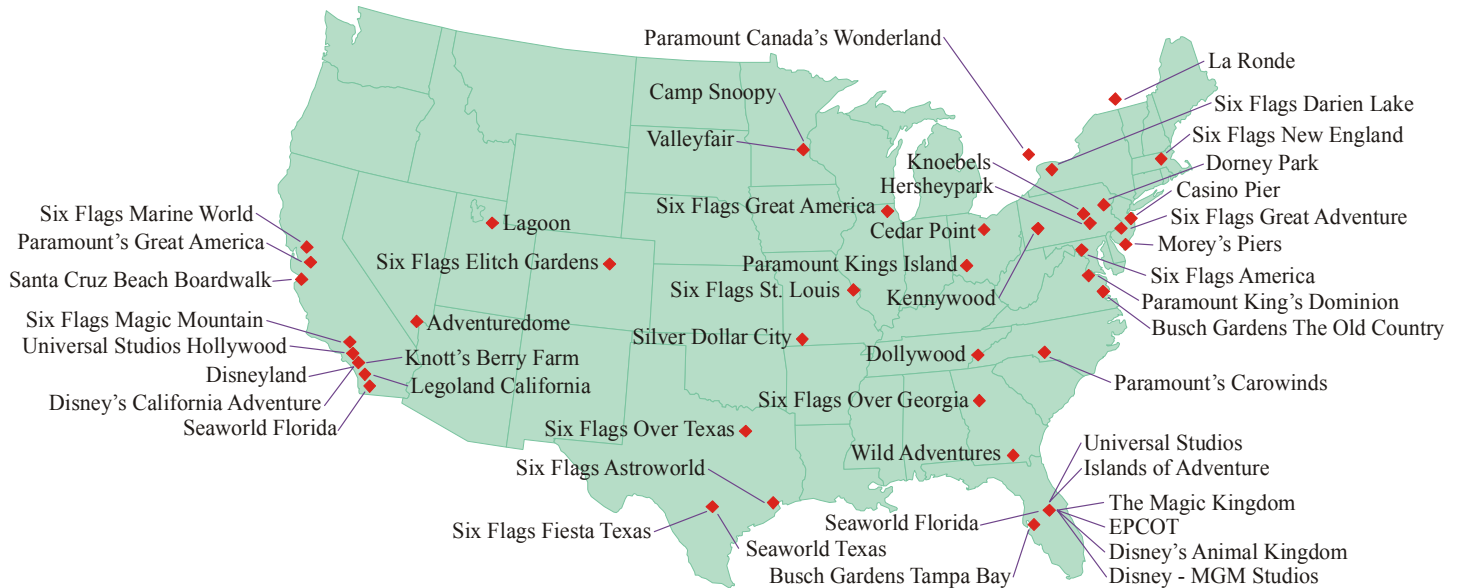 Paramount Canada's Wonderland
La Ronde
Camp Snoopy
Six Flags Darien Lake
Valleyfair
Six Flags New England
Knoebels
Dorney Park
Hersheypark
Casino Pier
Six Flags Great America
Six Flags Marine World
Lagoon
Six Flags Great Adventure
Cedar Point
Paramount's Great America
Morey's Piers
Six Flags Elitch Gardens
Paramount Kings Island
Santa Cruz Beach Boardwalk
Six Flags America
Six Flags St. Louis
Kennywood
Paramount King's Dominion
Six Flags Magic Mountain
Adventuredome
Busch Gardens The Old Country
Silver Dollar City
Universal Studios Hollywood
Knott's Berry Farm
Dollywood
Disneyland
Legoland California
Paramount's Carowinds
Disney's California Adventure
Six Flags Over Georgia
Seaworld Florida
Six Flags Over Texas
Universal Studios
Wild Adventures
Six Flags Astroworld
Islands of Adventure
The Magic Kingdom
Seaworld Florida
EPCOT
Six Flags Fiesta Texas
Seaworld Texas
Disney's Animal Kingdom
Busch Gardens Tampa Bay
Disney - MGM Studios